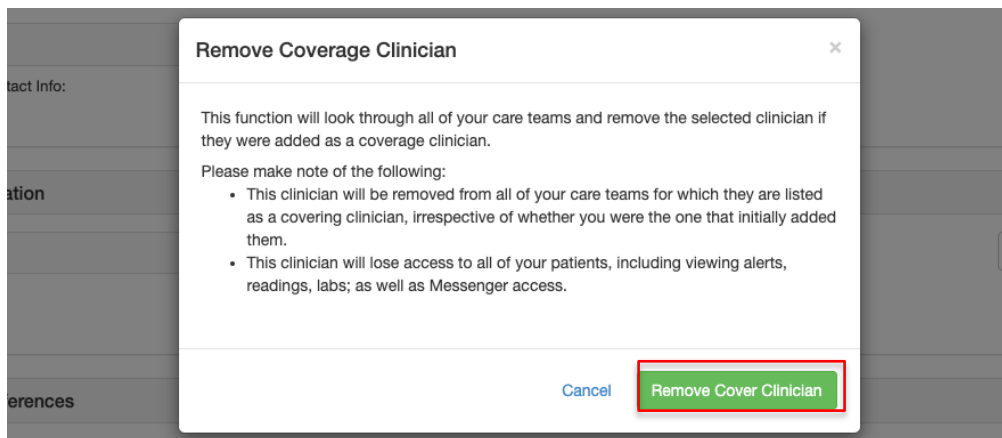 Remove Coverage Clinician
×
tact Info:
This function will look through all of your care teams and remove the selected clinician if
they were added as a coverage clinician.
Please make note of the following:
• This clinician will be removed from all of your care teams for which they are listed
as a covering clinician, irrespective of whether you were the one that initially added
them.
• This clinician will lose access to all of your patients, including viewing alerts,
readings, labs; as well as Messenger access.
ation
Cancel
Remove Cover Clinician
erences